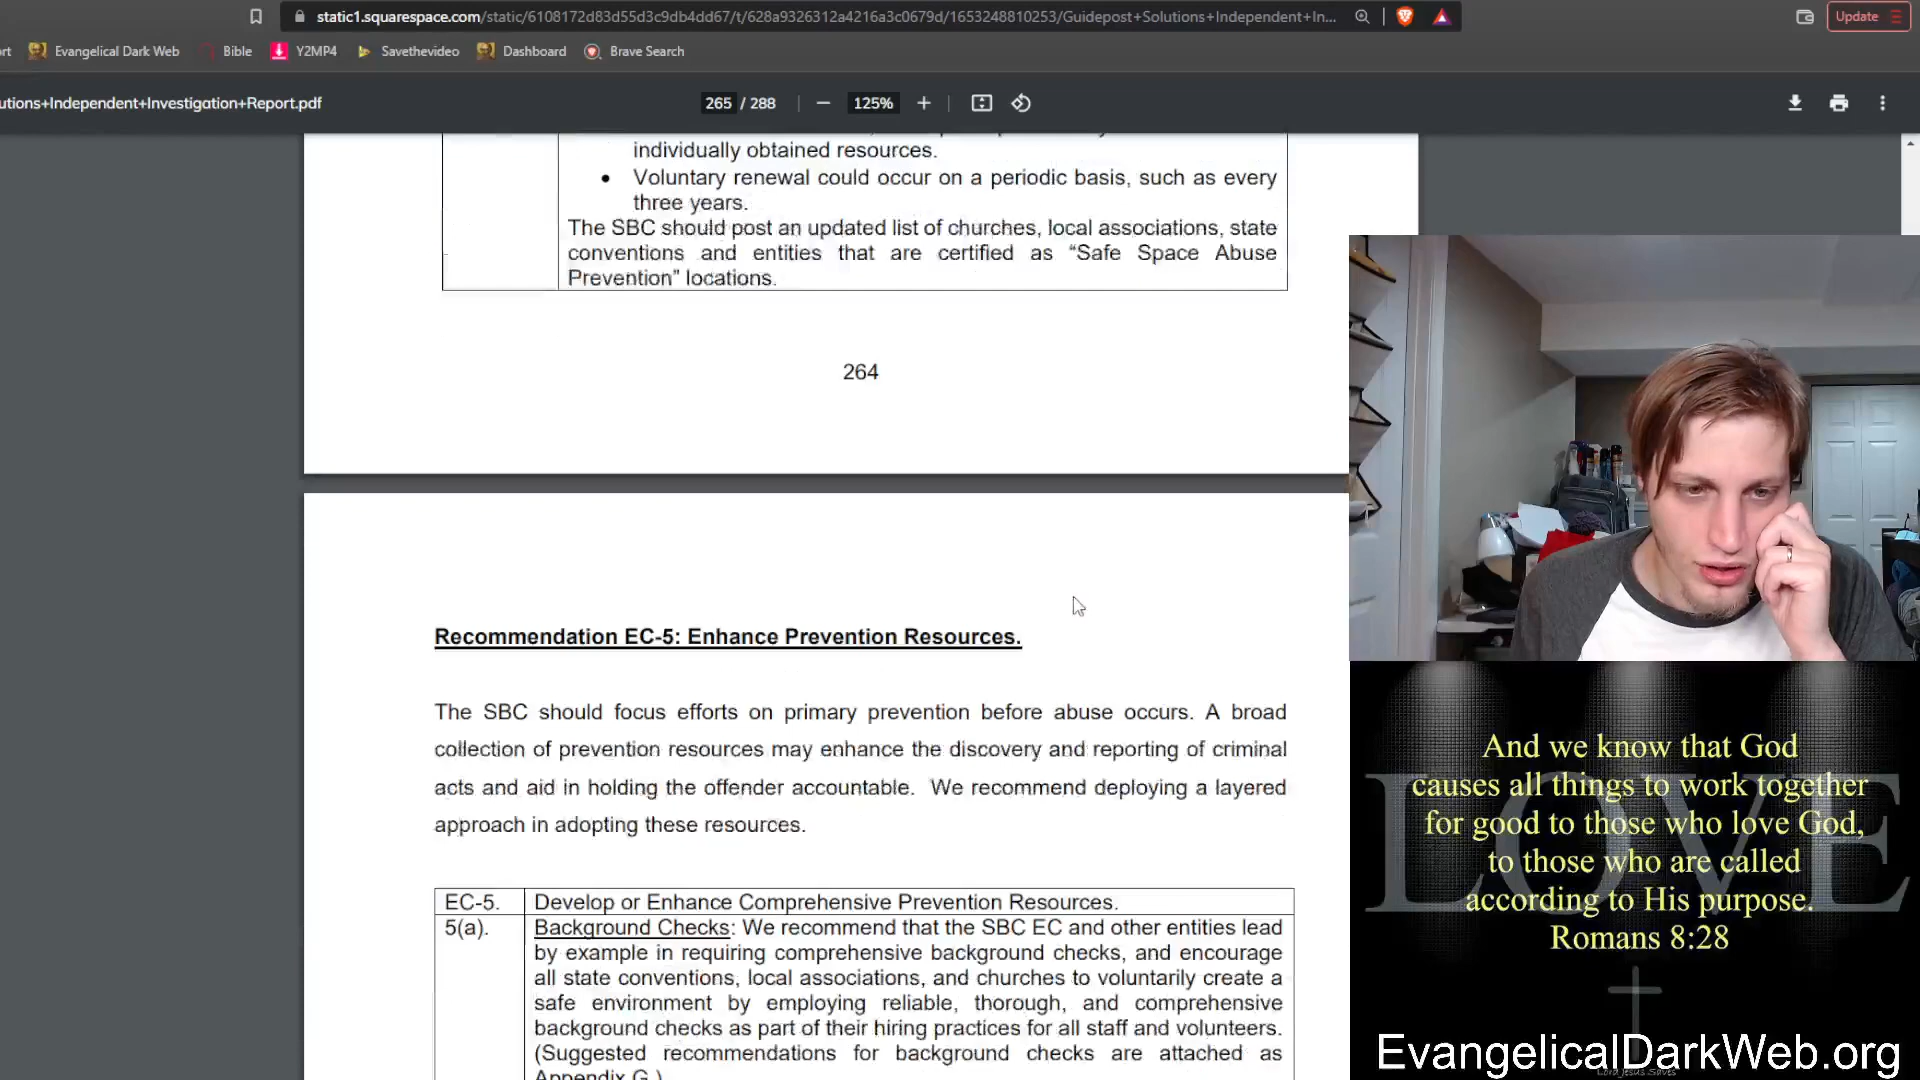 static1.squarespace.com/static/6108172d83d55d3c9db4dd67/t/628a9326312a4216a3c0679d/1653248810253/Guidepost+Solutions+Independent+In...
Update
rt
Evangelical Dark Web
Bible
Y2MP4
Savethevideo
Dashboard
Brave Search
utions+Independent+Investigation+Report.pdf
265 / 288
125%
individually obtained resources.
• Voluntary renewal could occur on a periodic basis, such as every
three years.
The SBC should post an updated list of churches, local associations, state
conventions and entities that are certified as “Safe Space Abuse
Prevention” locations.
264
Recommendation EC-5: Enhance Prevention Resources.
The SBC should focus efforts on primary prevention before abuse occurs. A broad
collection of prevention resources may enhance the discovery and reporting of criminal
acts and aid in holding the offender accountable. We recommend deploying a layered
approach in adopting these resources.
EC-5. Develop or Enhance Comprehensive Prevention Resources.
5(a). Background Checks: We recommend that the SBC EC and other entities lead
by example in requiring comprehensive background checks, and encourage
all state conventions, local associations, and churches to voluntarily create a
safe environment by employing reliable, thorough, and comprehensive
background checks as part of their hiring practices for all staff and volunteers.
(Suggested recommendations for background checks are attached as
Appendix G.)
LOVE
And we know that God
causes all things to work together
for good to those who love God,
to those who are called
according to His purpose.
Romans 8:28
EvangelicalDarkWeb.org
Lord Jesus Saves